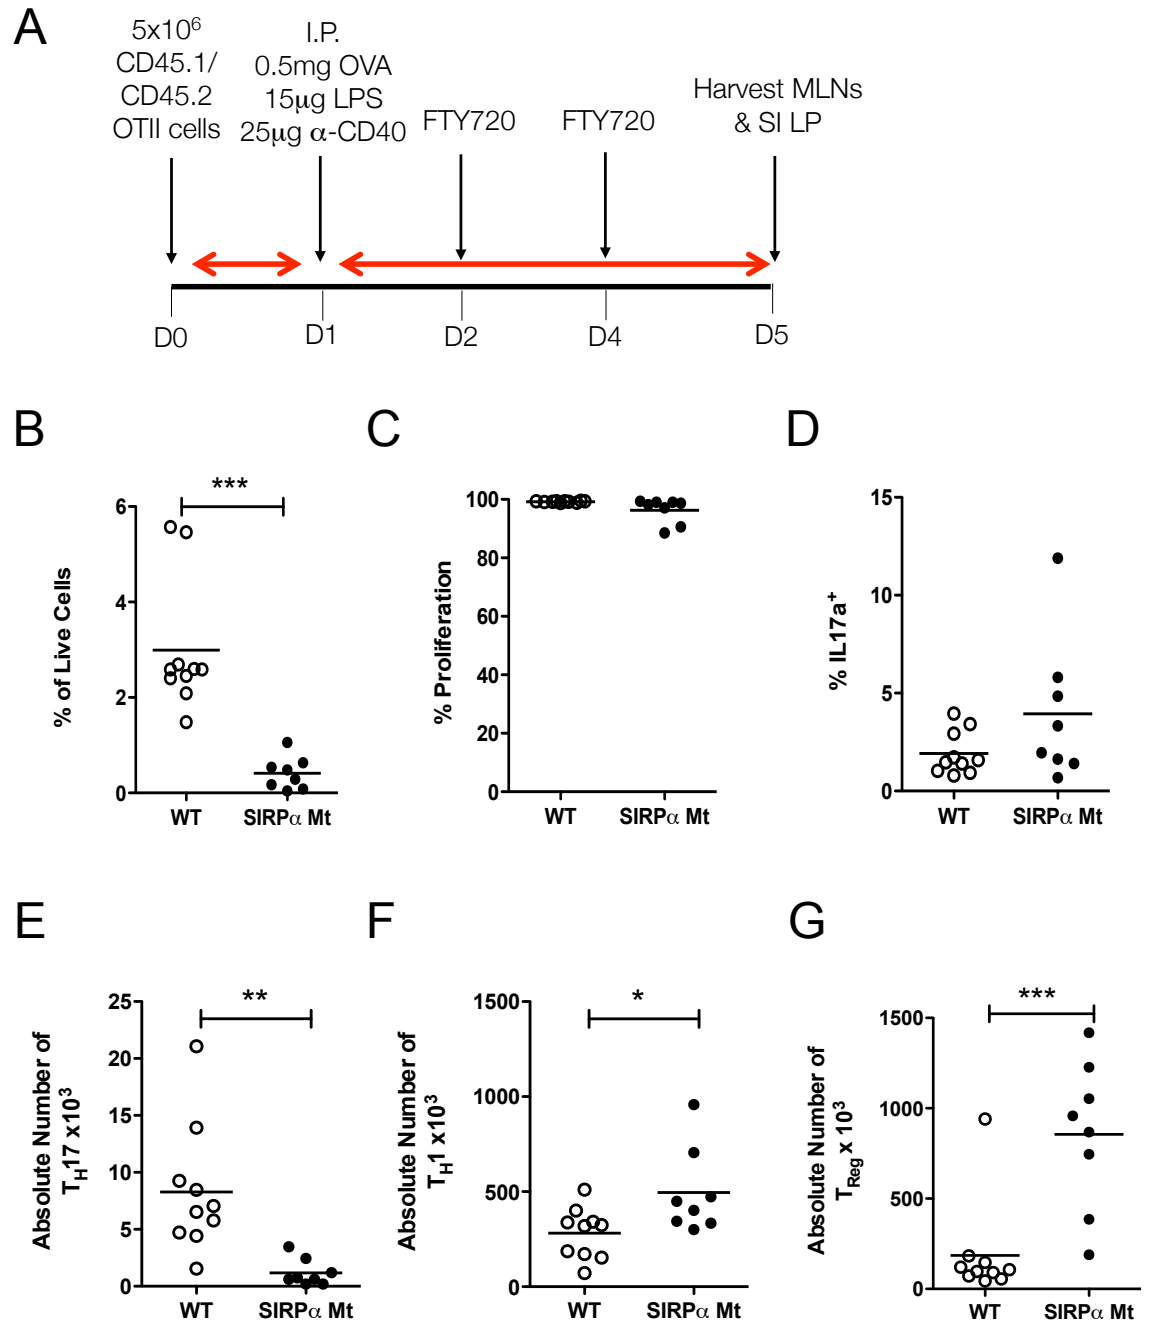 A
5x10⁶
CD45.1/
CD45.2
OTII cells
I.P.
0.5mg OVA
15µg LPS
25µg α-CD40
FTY720
FTY720
Harvest MLNs
& SI LP
D0
D1
D2
D4
D5
B
***
% of Live Cells
6
4
2
0
WT
SIRPα Mt
C
% Proliferation
100
80
60
40
20
0
WT
SIRPα Mt
D
% IL17a⁺
15
10
5
0
WT
SIRPα Mt
E
**
Absolute Number of
T_H17 x10³
25
20
15
10
5
0
WT
SIRPα Mt
F
*
Absolute Number of
T_H1 x10³
1500
1000
500
0
WT
SIRPα Mt
G
***
Absolute Number of
T_Reg x 10³
1500
1000
500
0
WT
SIRPα Mt